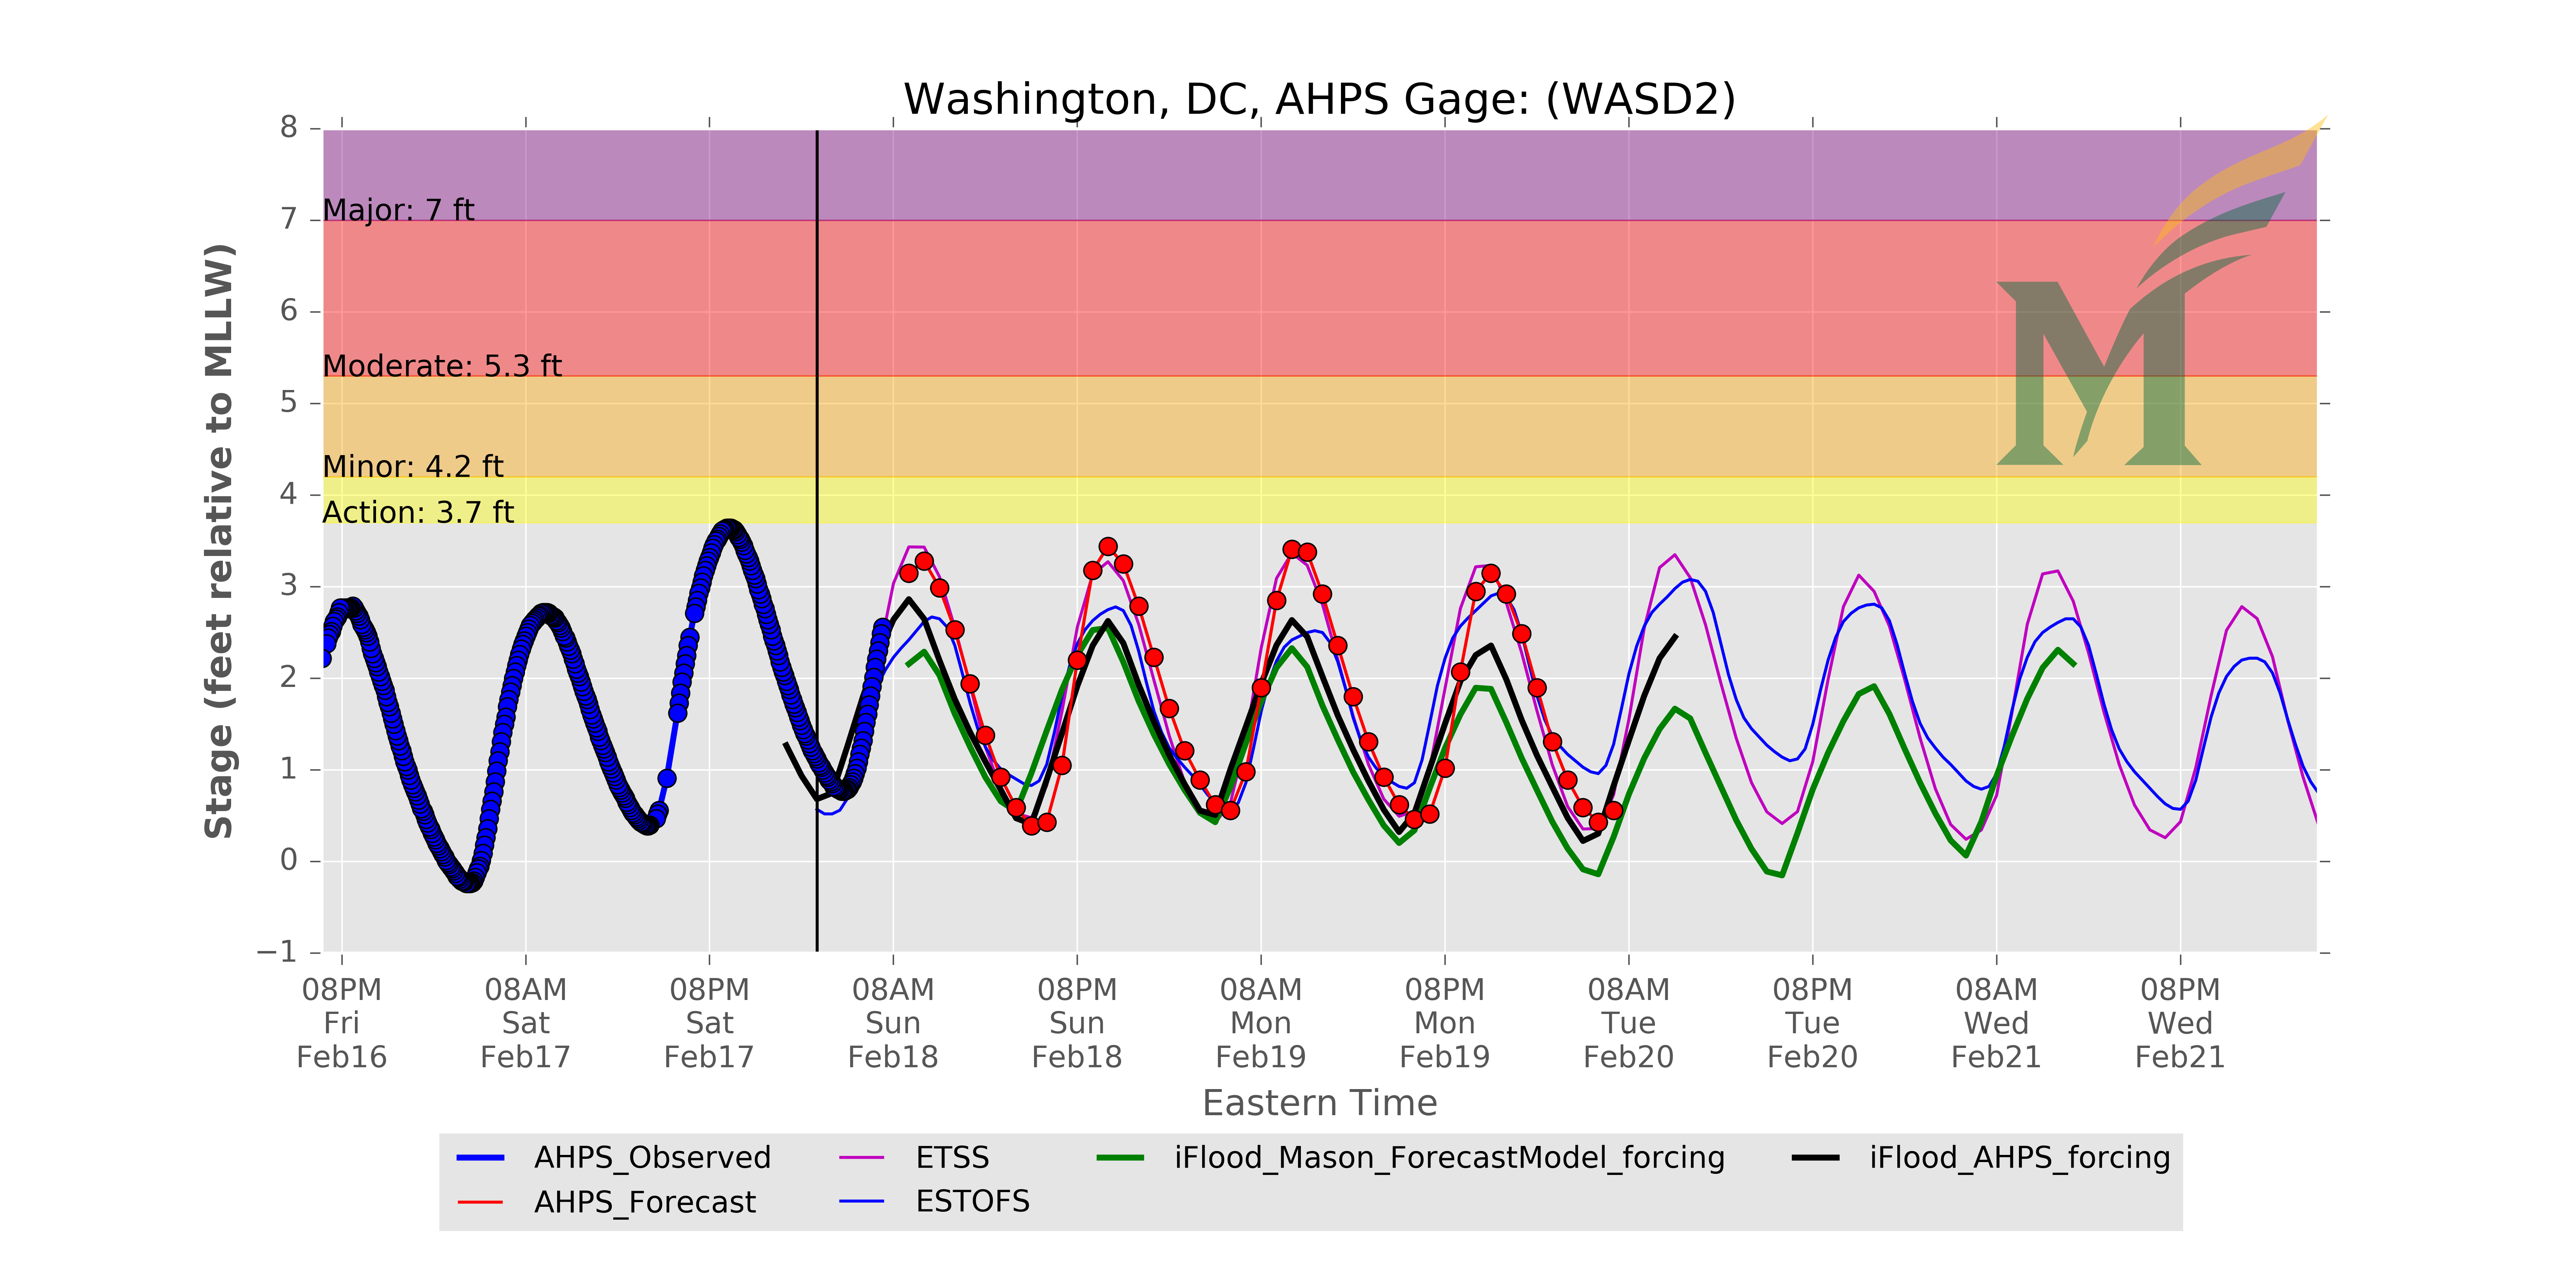 Washington, DC, AHPS Gage: (WASD2)
Stage (feet relative to MLLW)
8
7
6
5
4
3
2
1
0
−1
Major: 7 ft
Moderate: 5.3 ft
Minor: 4.2 ft
Action: 3.7 ft
M
08PM 08AM 08PM 08AM 08PM 08AM 08PM 08AM 08PM 08AM 08PM
Fri Sat Sat Sun Sun Mon Mon Tue Tue Wed Wed
Feb16 Feb17 Feb17 Feb18 Feb18 Feb19 Feb19 Feb20 Feb20 Feb21 Feb21
Eastern Time
AHPS_Observed ETSS iFlood_Mason_ForecastModel_forcing iFlood_AHPS_forcing
AHPS_Forecast ESTOFS